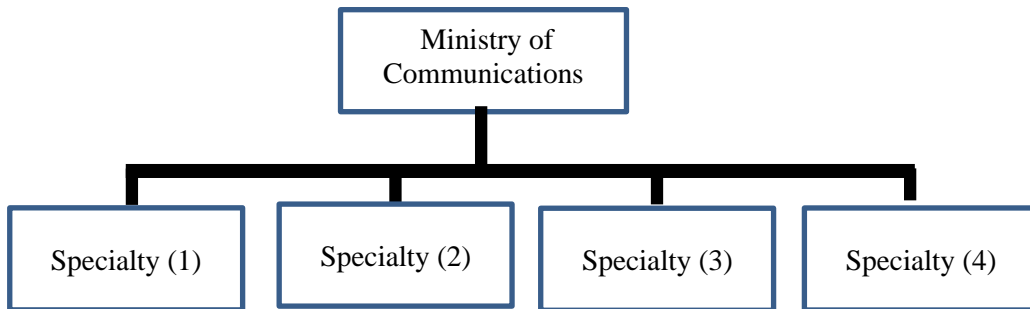 Ministry of
Communications
Specialty (1)
Specialty (2)
Specialty (3)
Specialty (4)